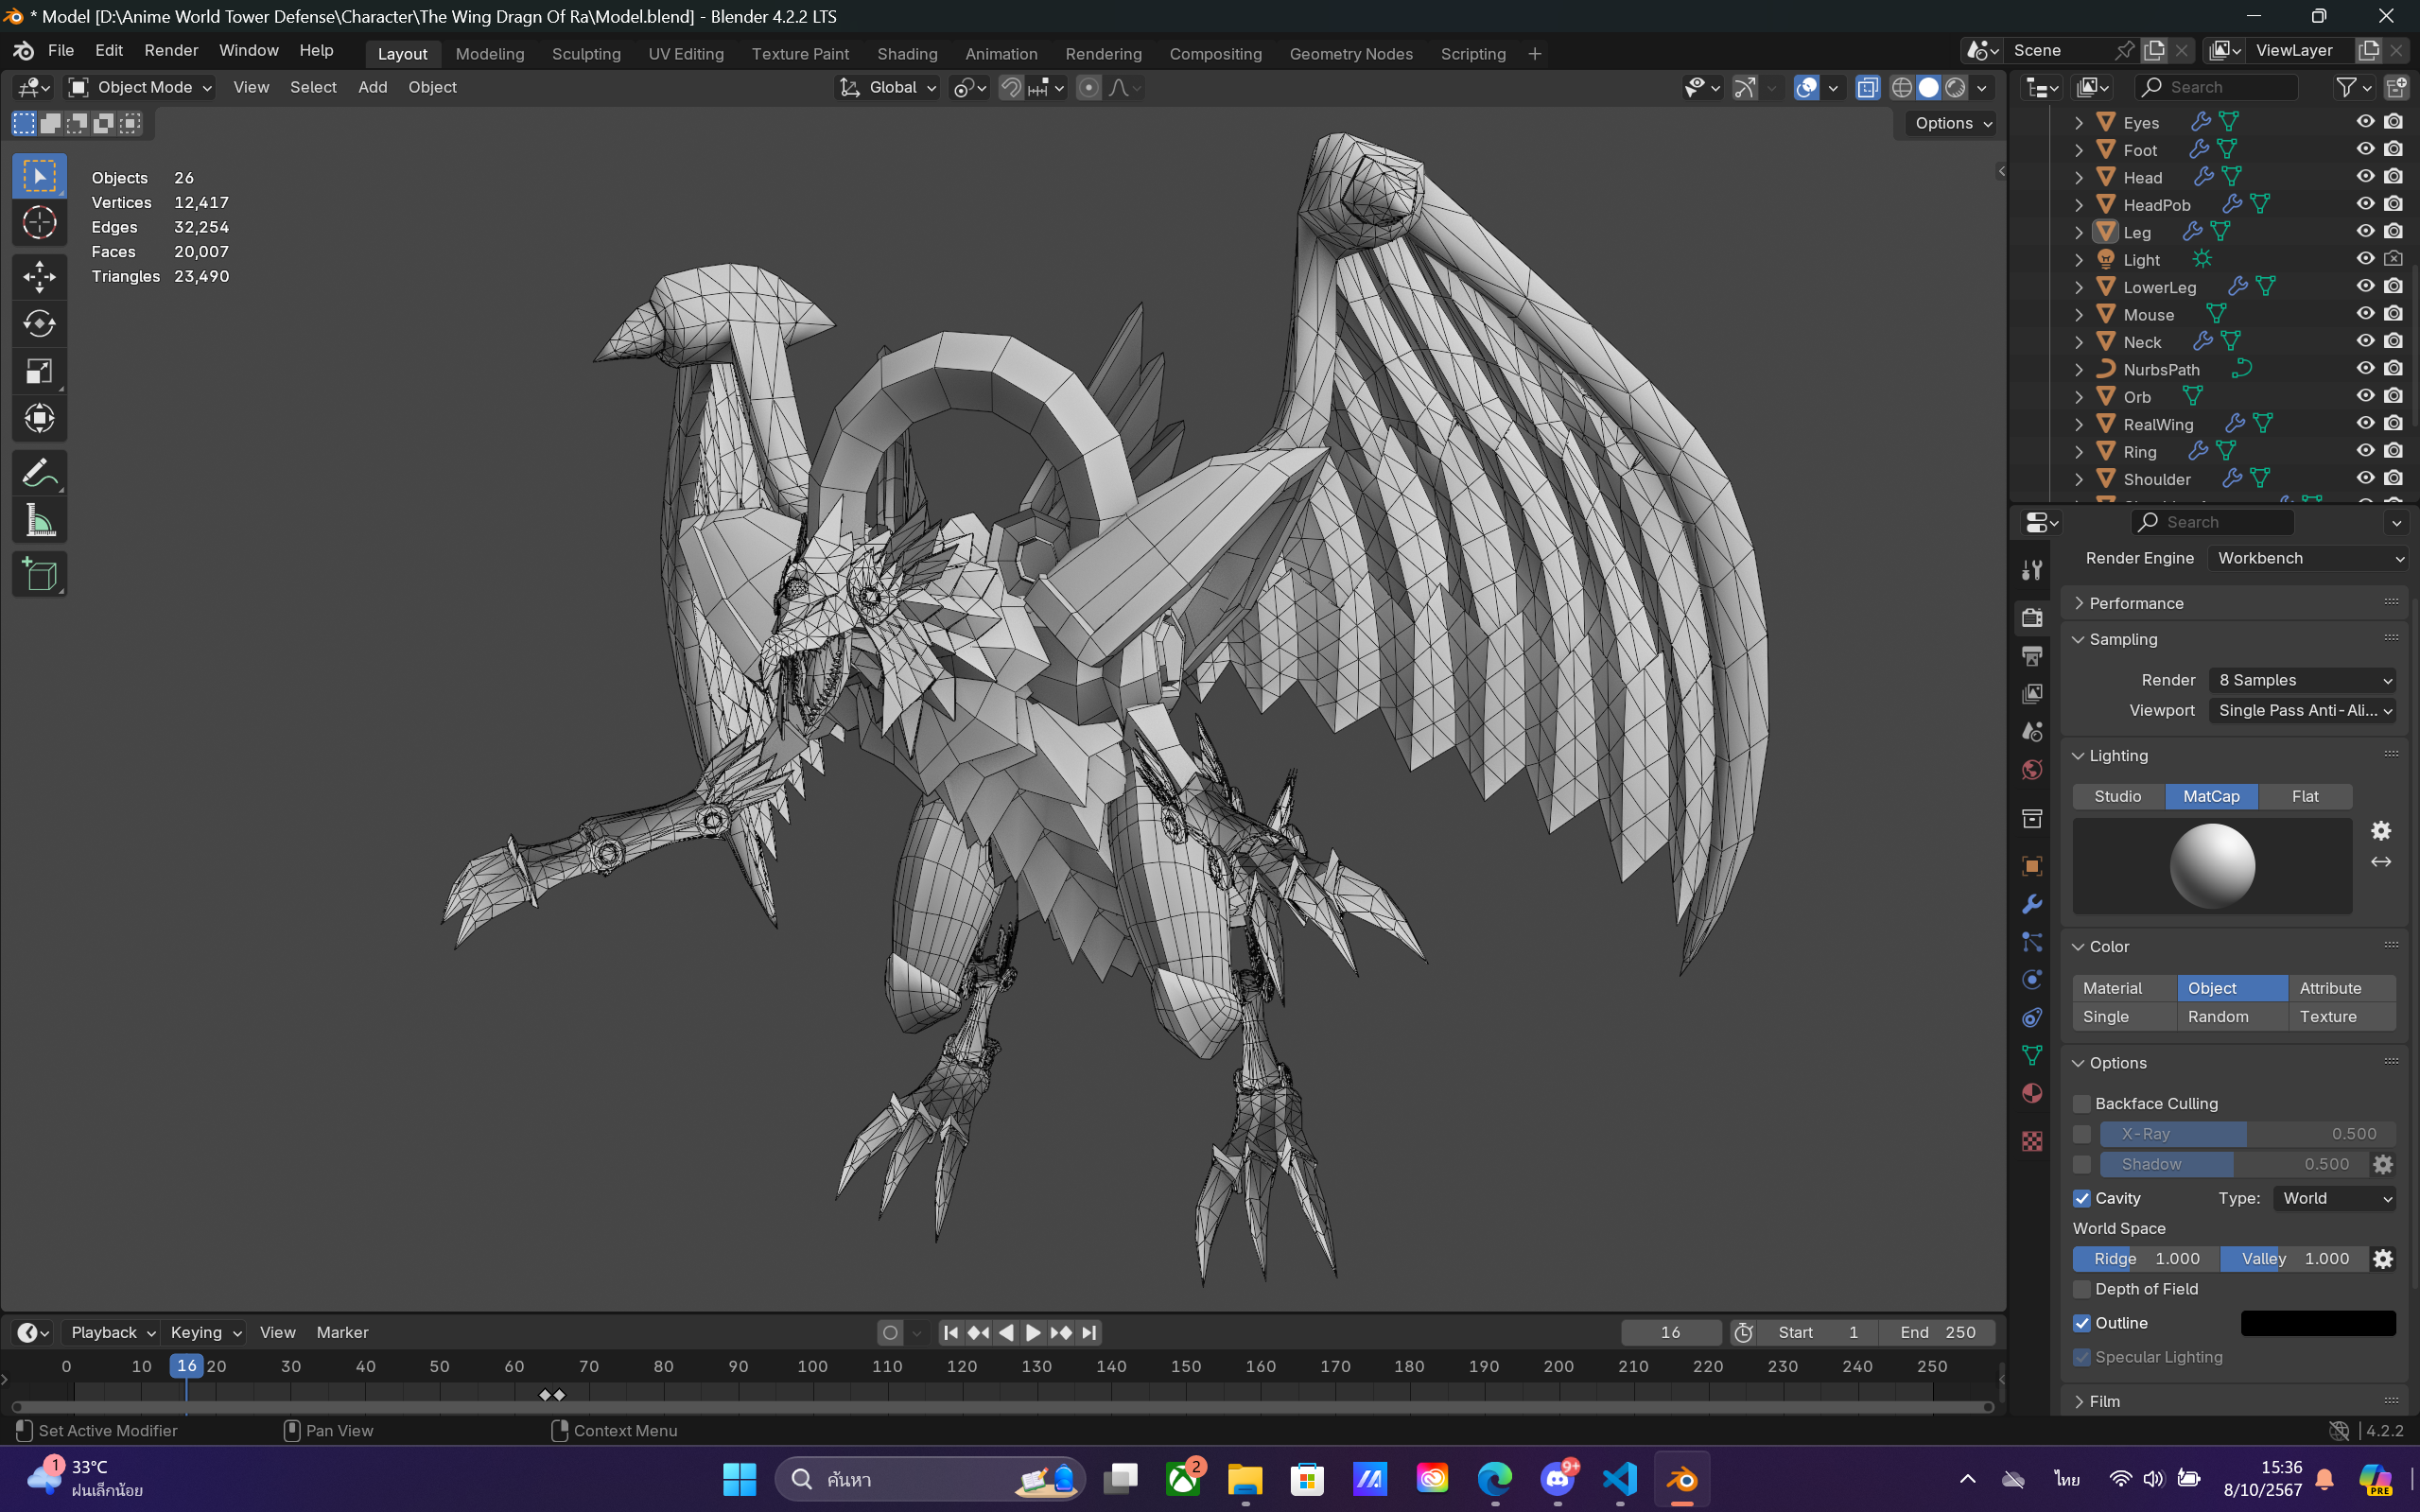 * Model [D:\Anime World Tower Defense\Character\The Wing Dragn Of Ra\Model.blend] - Blender 4.2.2 LTS
File Edit Render Window Help Layout Modeling Sculpting UV Editing Texture Paint Shading Animation Rendering Compositing Geometry Nodes Scripting + Scene ViewLayer
Object Mode View Select Add Object Global Search
Options
Objects 26
Vertices 12,417
Edges 32,254
Faces 20,007
Triangles 23,490
Eyes
Foot
Head
HeadPob
Leg
Light
LowerLeg
Mouse
Neck
NurbsPath
Orb
RealWing
Ring
Shoulder
Search
Render Engine Workbench
Performance
Sampling
Render 8 Samples
Viewport Single Pass Anti-Ali...
Lighting
Studio MatCap Flat
Color
Material Object Attribute
Single Random Texture
Options
Backface Culling
X-Ray 0.500
Shadow 0.500
Cavity Type: World
World Space
Ridge 1.000 Valley 1.000
Depth of Field
Outline
Specular Lighting
Film
Playback Keying View Marker 16 Start 1 End 250
0 10 16 20 30 40 50 60 70 80 90 100 110 120 130 140 150 160 170 180 190 200 210 220 230 240 250
Set Active Modifier Pan View Context Menu 4.2.2
1 33°C
ฝนเล็กน้อย
ค้นหา
2
9+
ไทย
15:36
8/10/2567
PRE